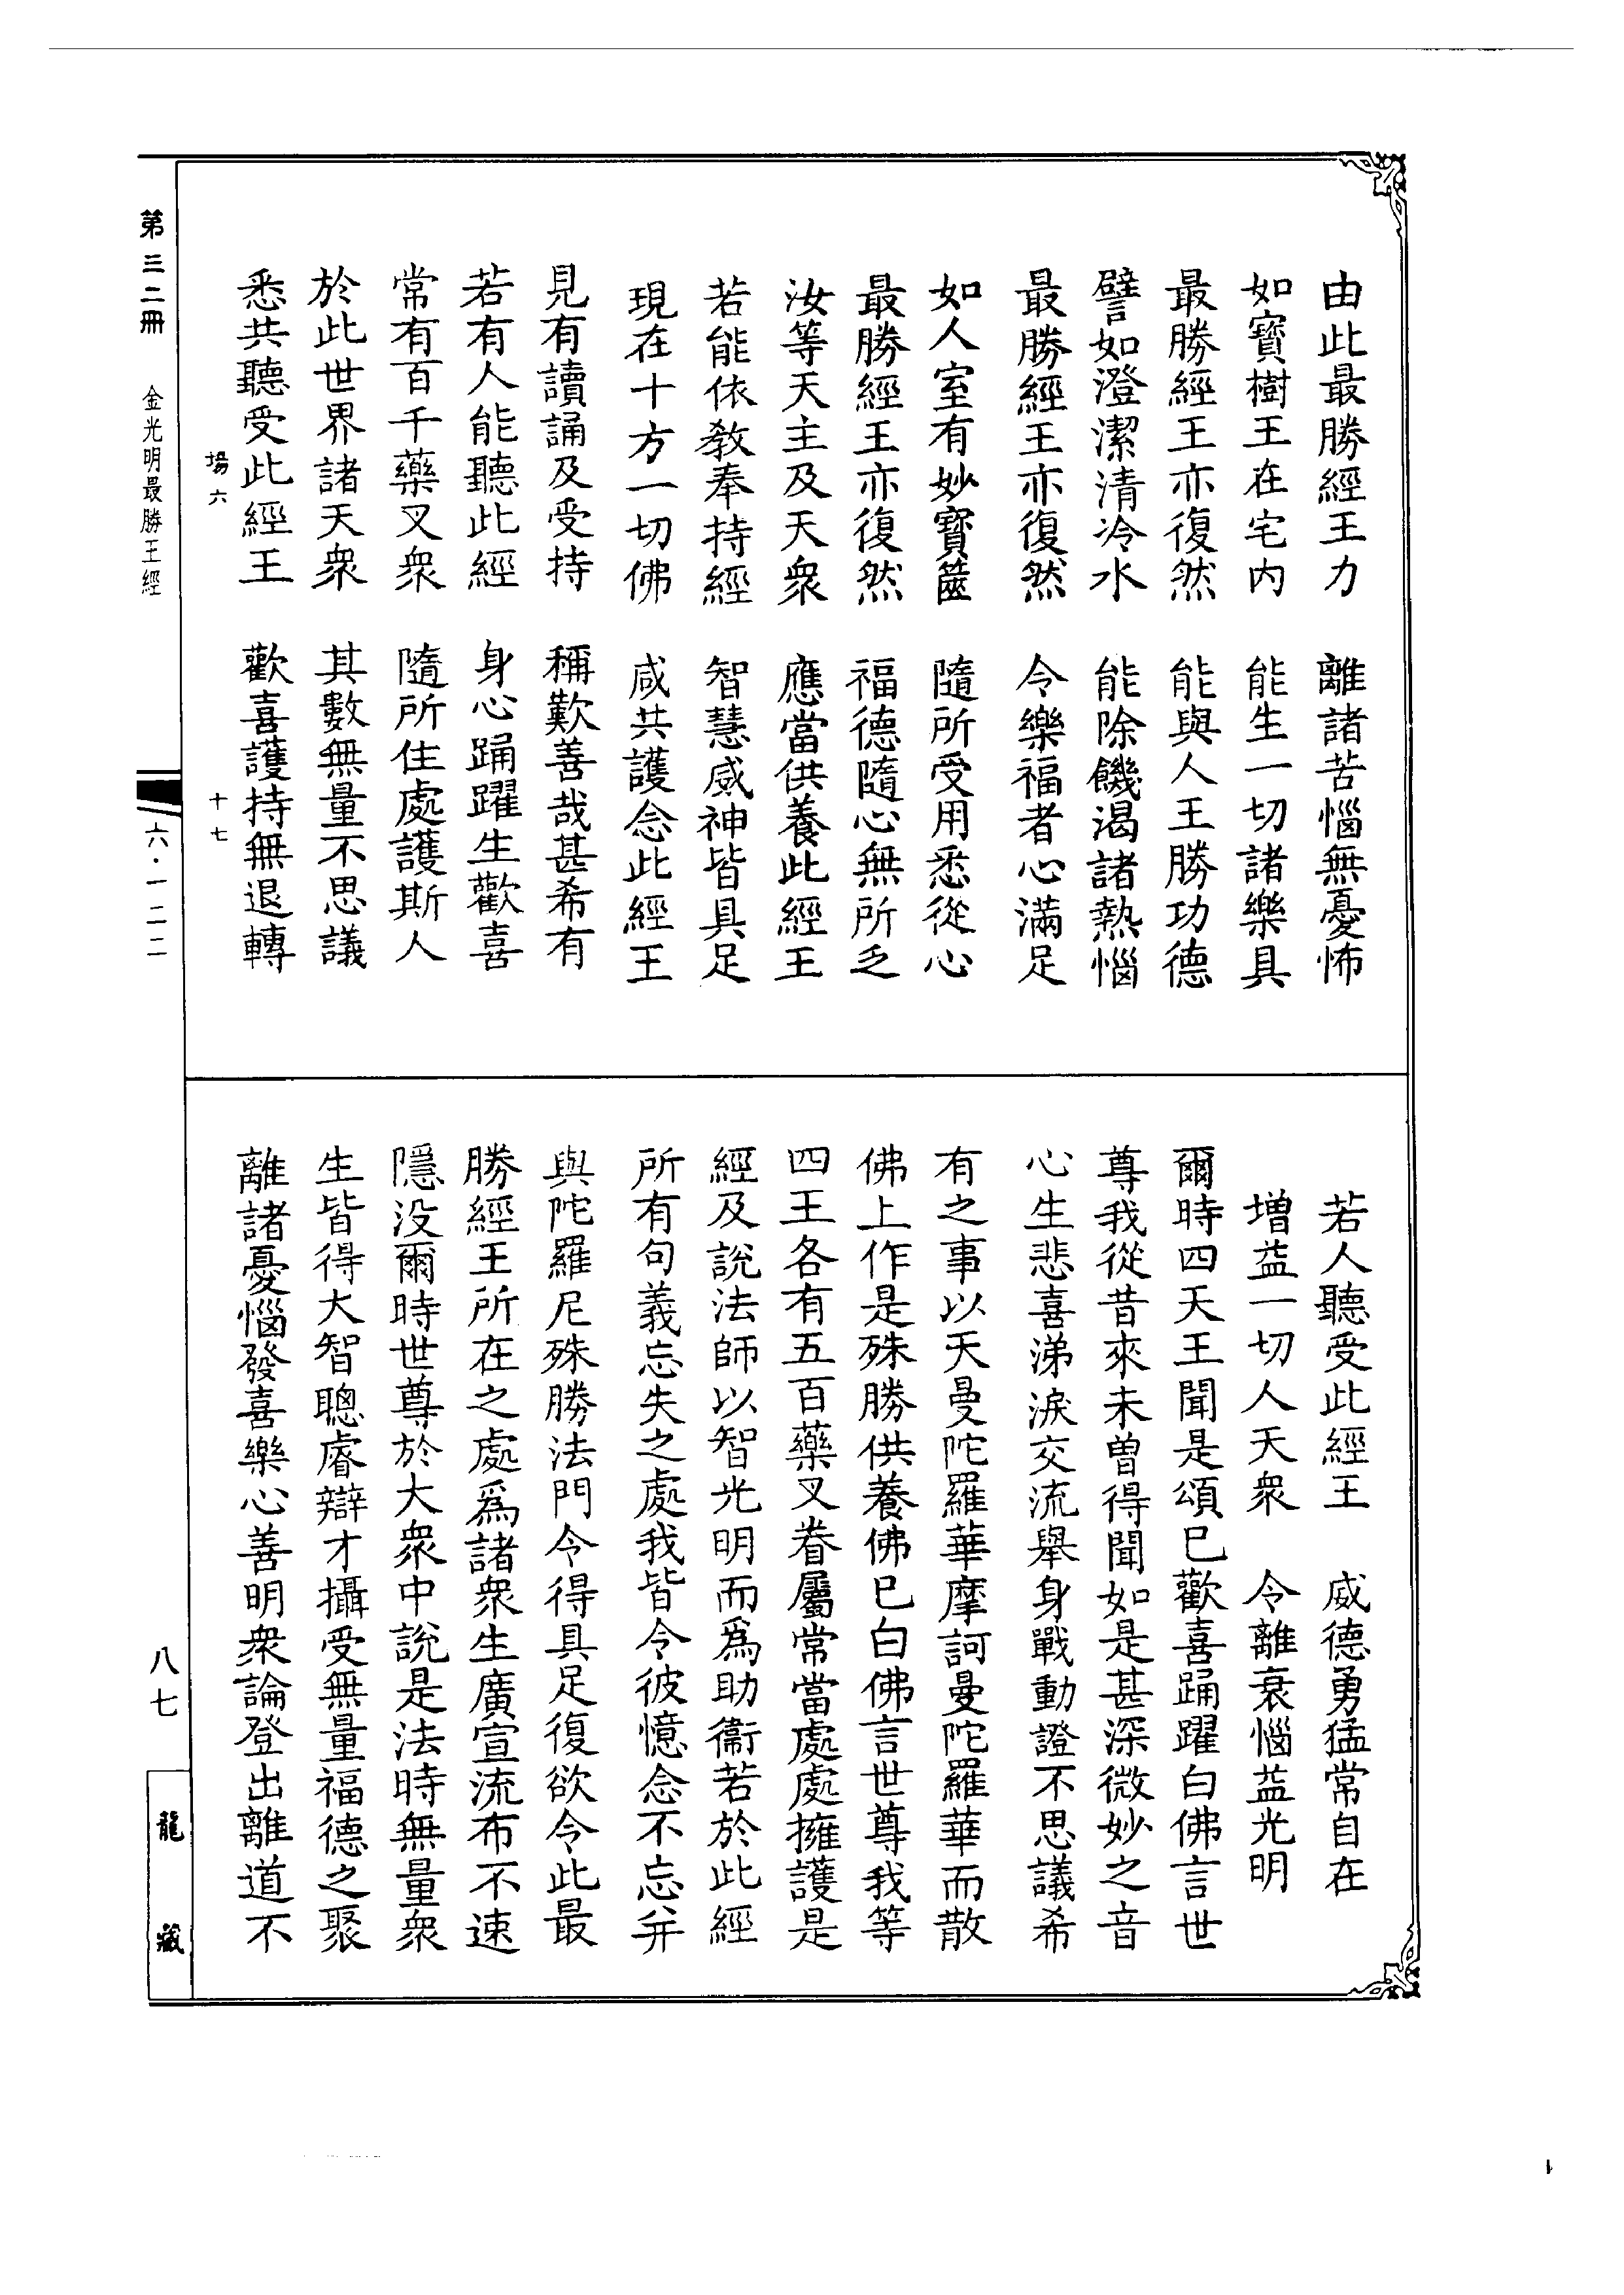 由此最勝經王力　離諸苦惱無憂怖
如寶樹王在宅内　能生一切諸樂具
最勝經王亦復然　能與人王勝功德
譬如澄潔清冷水　能除饑渴諸熱惱
最勝經王亦復然　令樂福者心滿足
如人室有妙寶篋　隨所受用悉從心
最勝經王亦復然　福德隨心無所乏
汝等天主及天衆　應當供養此經王
若能依教奉持經　智慧威神皆具足
現在十方一切佛　咸共護念此經王
見有讀誦及受持　稱歎善哉甚希有
若有人能聽此經　身心踊躍生歡喜
常有百千藥叉衆　隨所住處護斯人
於此世界諸天衆　其數無量不思議
悉共聽受此經王　歡喜護持無退轉
塲六　十七
若人聽受此經王　威德勇猛常自在
增益一切人天衆　令離衰惱益光明
爾時四天王聞是頌已歡喜踊躍白佛言世
尊我從昔來未曾得聞如是甚深微妙之音
心生悲喜涕淚交流舉身戰動證不思議希
有之事以天曼陀羅華摩訶曼陀羅華而散
佛上作是殊勝供養佛已白佛言世尊我等
四王各有五百藥叉眷屬常當處處擁護是
經及說法師以智光明而爲助衞若於此經
所有句義忘失之處我皆令彼憶念不忘并
與陀羅尼殊勝法門令得具足復欲令此最
勝經王所在之處爲諸衆生廣宣流布不速
隱没爾時世尊於大衆中說是法時無量衆
生皆得大智聰睿辯才攝受無量福德之聚
離諸憂惱發喜樂心善明衆論登出離道不
第三二冊　金光明最勝王經　六·一二二　八七　龍藏